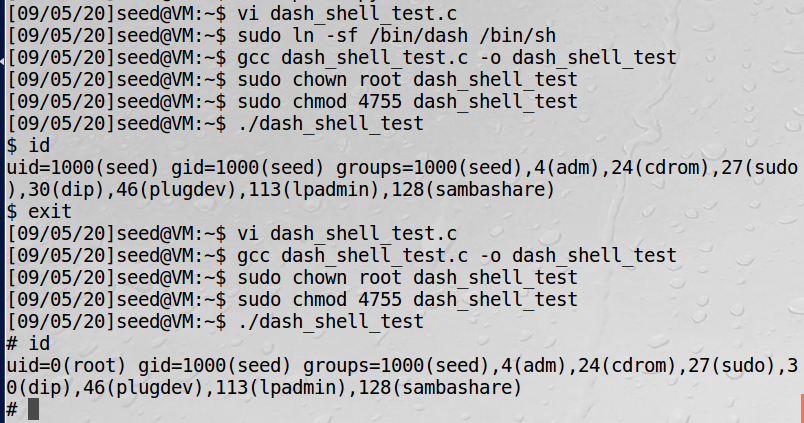 [09/05/20]seed@VM:~$ vi dash_shell_test.c
[09/05/20]seed@VM:~$ sudo ln -sf /bin/dash /bin/sh
[09/05/20]seed@VM:~$ gcc dash_shell_test.c -o dash_shell_test
[09/05/20]seed@VM:~$ sudo chown root dash_shell_test
[09/05/20]seed@VM:~$ sudo chmod 4755 dash_shell_test
[09/05/20]seed@VM:~$ ./dash_shell_test
$ id
uid=1000(seed) gid=1000(seed) groups=1000(seed),4(adm),24(cdrom),27(sudo
),30(dip),46(plugdev),113(lpadmin),128(sambashare)
$ exit
[09/05/20]seed@VM:~$ vi dash_shell_test.c
[09/05/20]seed@VM:~$ gcc dash_shell_test.c -o dash_shell_test
[09/05/20]seed@VM:~$ sudo chown root dash_shell_test
[09/05/20]seed@VM:~$ sudo chmod 4755 dash_shell_test
[09/05/20]seed@VM:~$ ./dash_shell_test
# id
uid=0(root) gid=1000(seed) groups=1000(seed),4(adm),24(cdrom),27(sudo),3
0(dip),46(plugdev),113(lpadmin),128(sambashare)
#